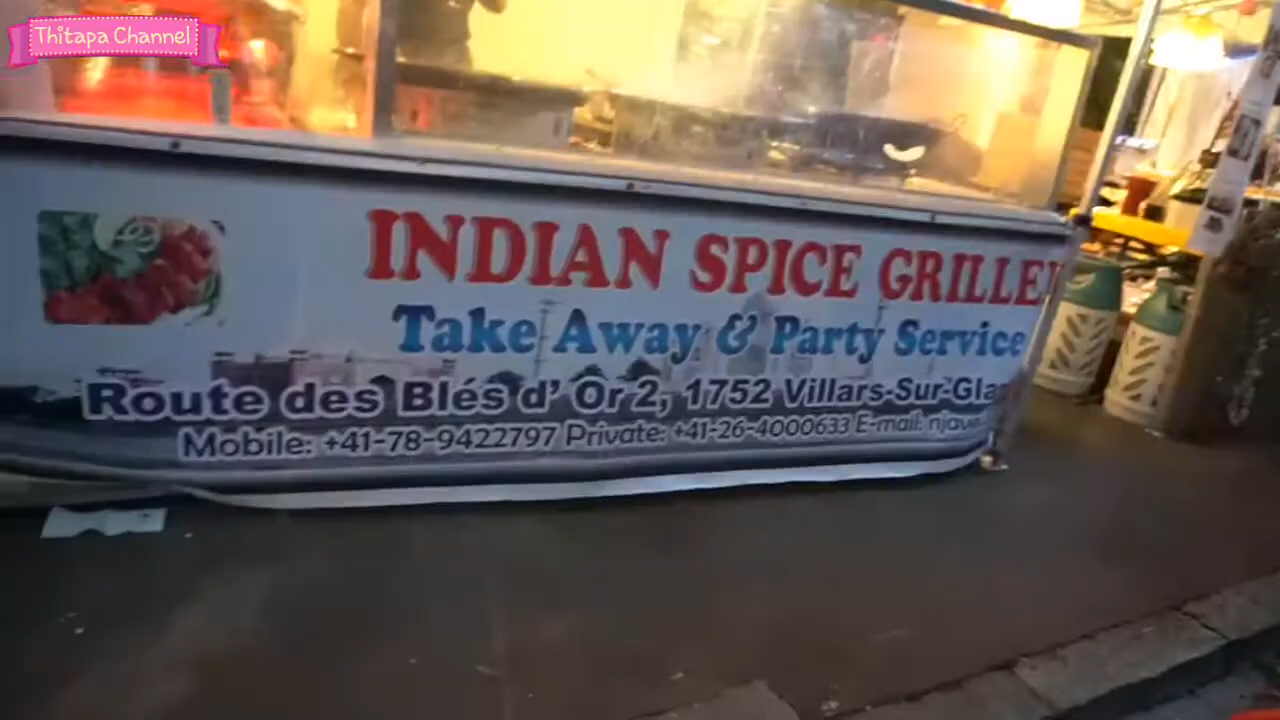 Thitapa Channel
INDIAN SPICE GRILLE
Take Away & Party Service
Route des Blés d' Or 2, 1752 Villars-Sur-Gla
Mobile: +41-78-9422797 Private: +41-26-4000633 E-mail: njav